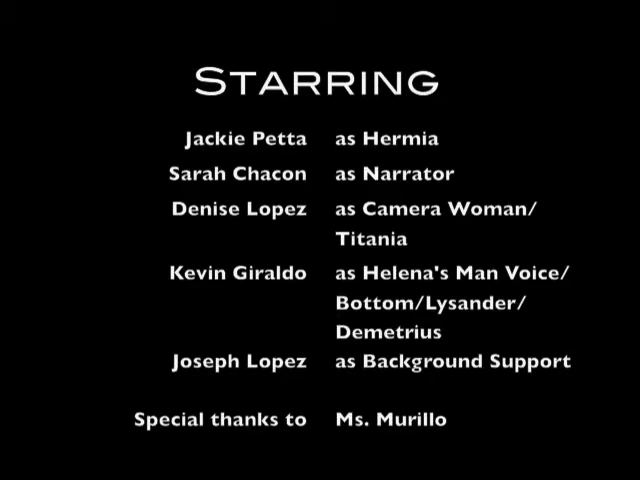 Starring
Jackie Petta as Hermia
Sarah Chacon as Narrator
Denise Lopez as Camera Woman/
Titania
Kevin Giraldo as Helena's Man Voice/
Bottom/Lysander/
Demetrius
Joseph Lopez as Background Support
Special thanks to Ms. Murillo